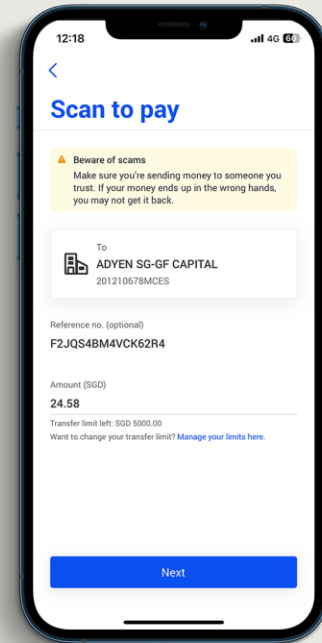 12:18
4G 60
Scan to pay
Beware of scams
Make sure you're sending money to someone you
trust. If your money ends up in the wrong hands,
you may not get it back.
To
ADYEN SG-GF CAPITAL
201210678MCES
Reference no. (optional)
F2JQS4BM4VCK62R4
Amount (SGD)
24.58
Transfer limit left: SGD 5000.00
Want to change your transfer limit? Manage your limits here.
Next